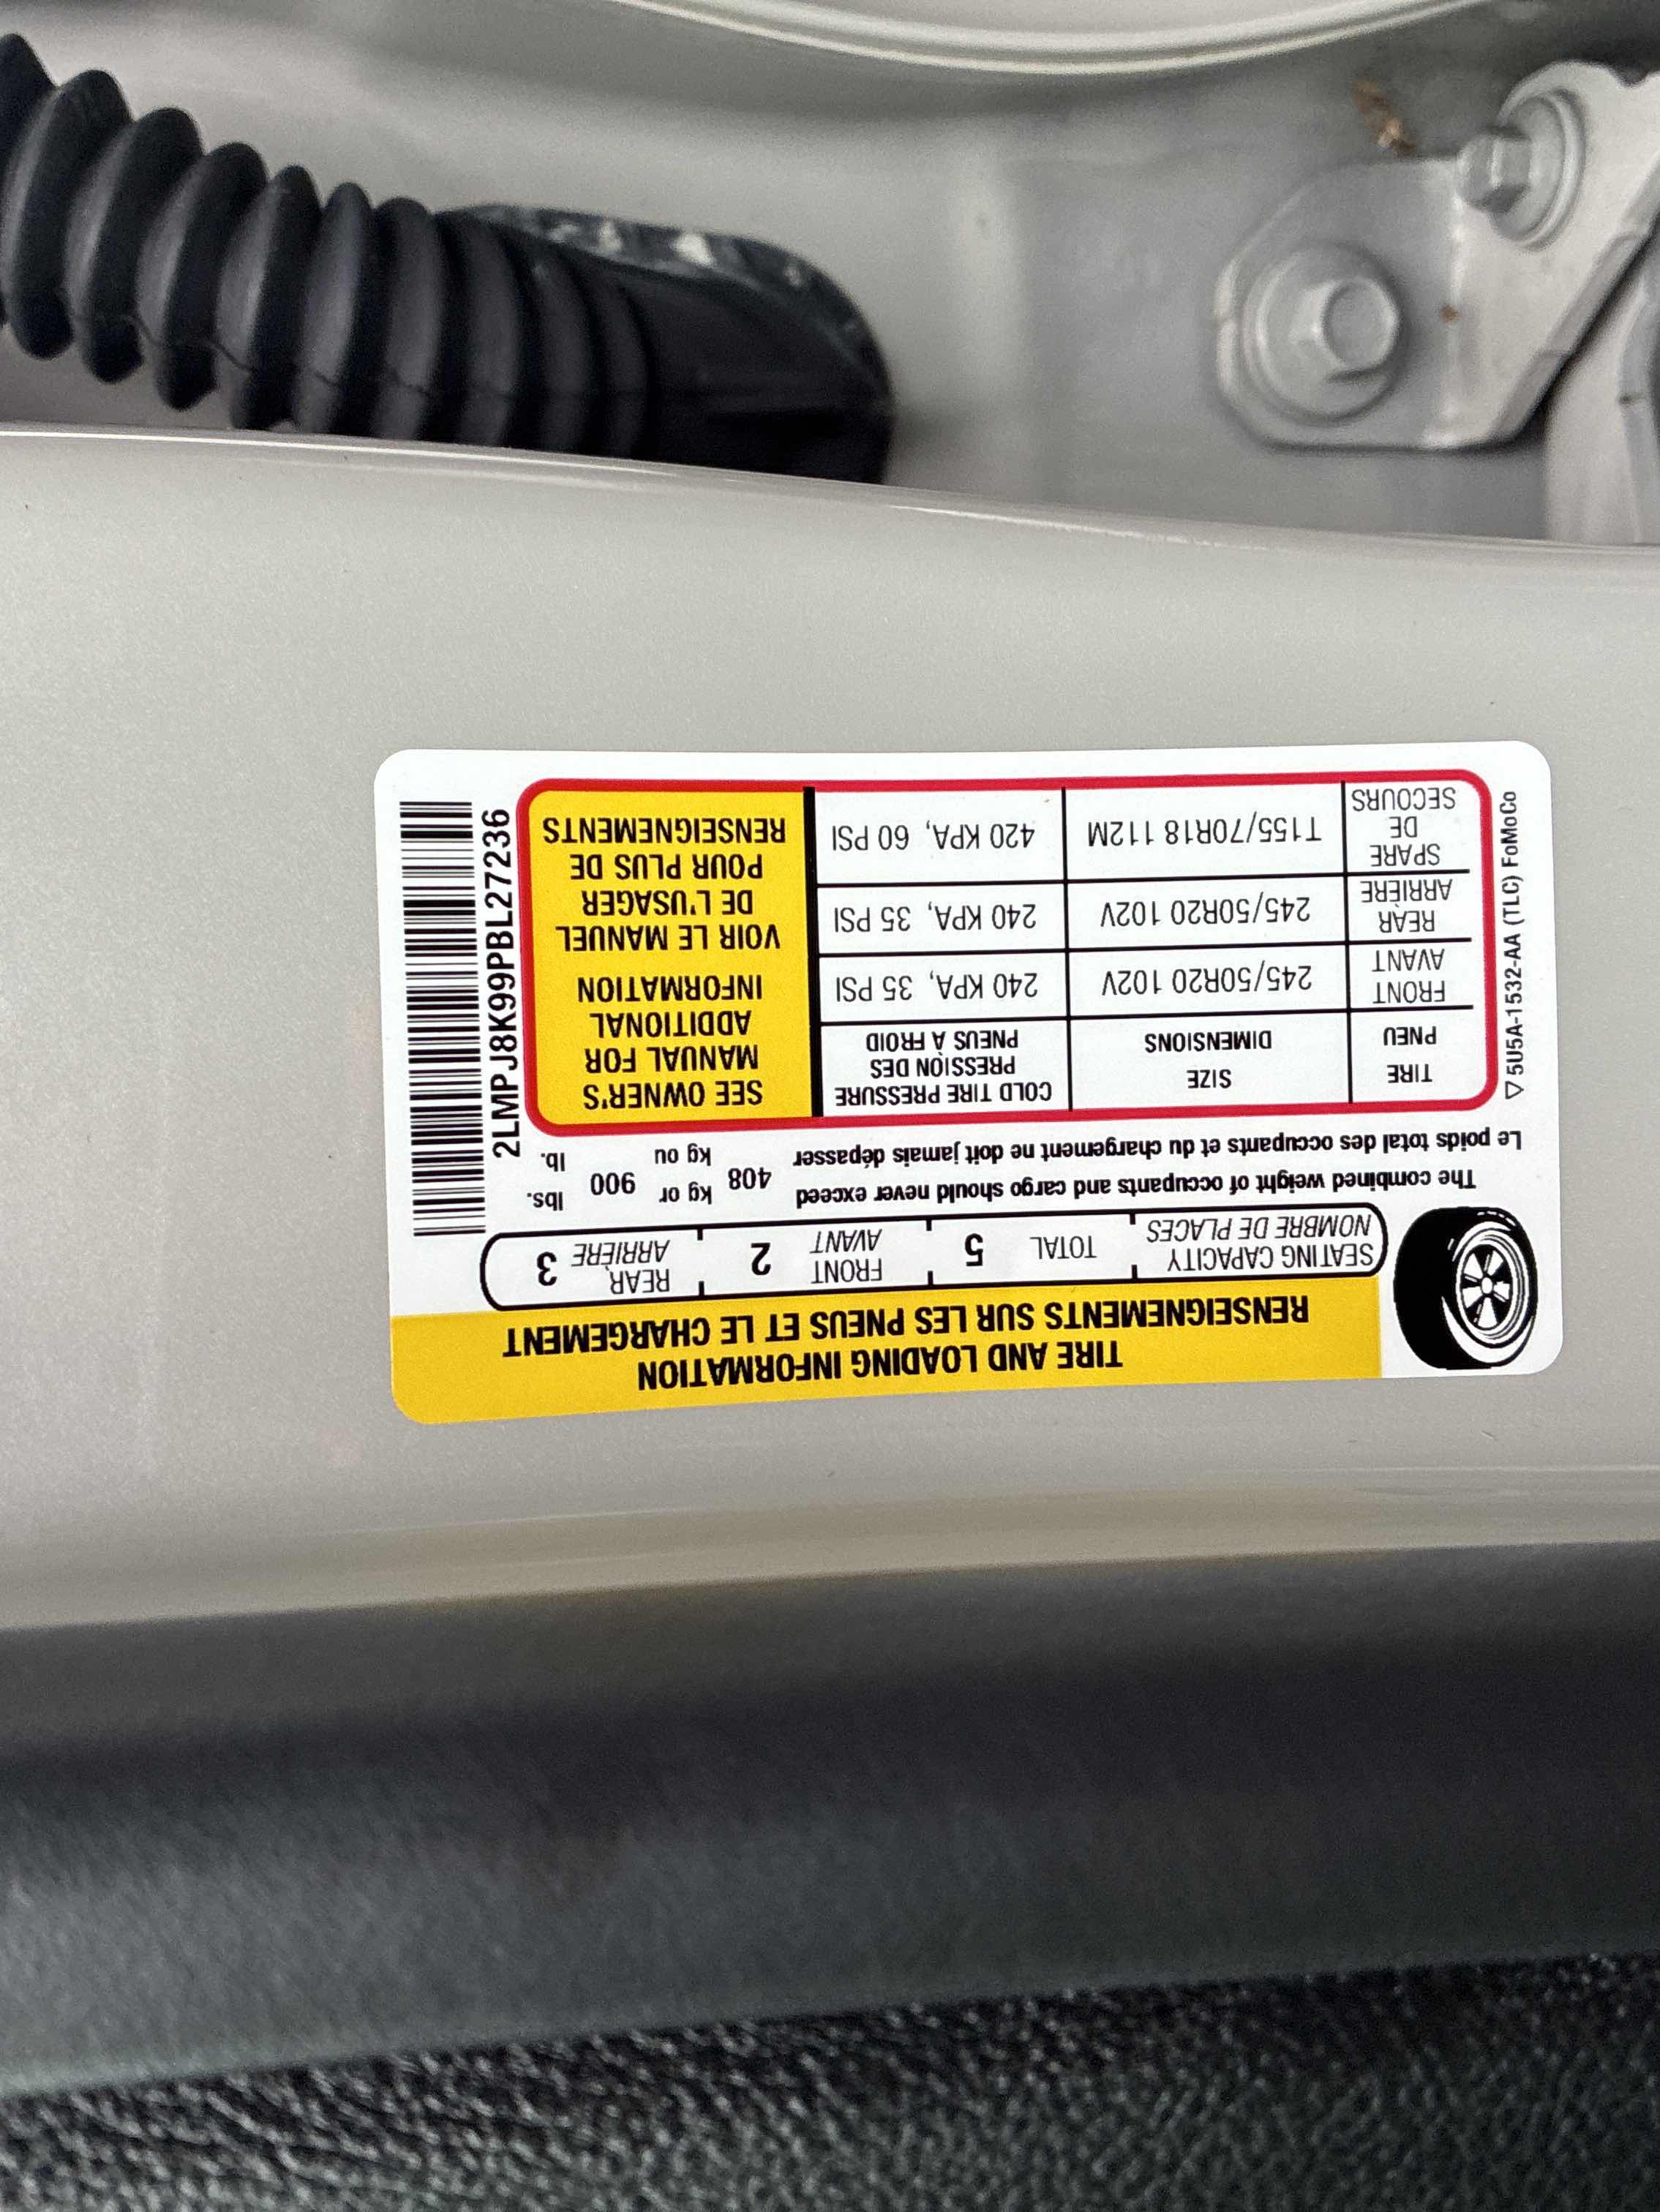 TIRE AND LOADING INFORMATION
RENSEIGNEMENTS SUR LES PNEUS ET LE CHARGEMENT
SEATING CAPACITY
NOMBRE DE PLACES
TOTAL 5
FRONT
AVANT
2
REAR
ARRIÈRE
3
The combined weight of occupants and cargo should never exceed
Le poids total des occupants et du chargement ne doit jamais dépasser
408
kg or
kg ou
900
lbs.
lb.
TIRE
PNEU
SIZE
DIMENSIONS
COLD TIRE PRESSURE
PRESSION DES
PNEUS À FROID
FRONT
AVANT
245/50R20 102V
240 KPA, 35 PSI
REAR
ARRIÈRE
245/50R20 102V
240 KPA, 35 PSI
SPARE
DE
SECOURS
T155/70R18 112M
420 KPA, 60 PSI
SEE OWNER'S
MANUAL FOR
ADDITIONAL
INFORMATION
VOIR LE MANUEL
DE L'USAGER
POUR PLUS DE
RENSEIGNEMENTS
▽5U5A-1532-AA (TLC) FoMoCo
2LMPJ8K99PBL27236